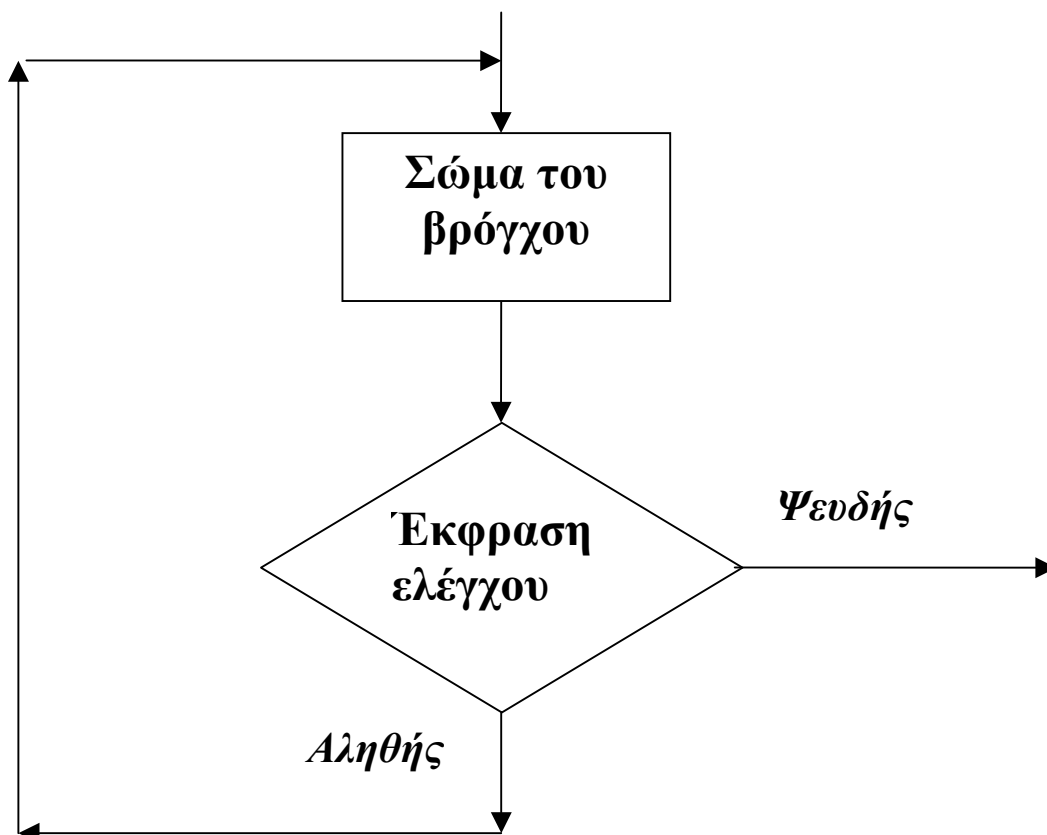 Σώμα του
βρόγχου
Ψευδής
Έκφραση
ελέγχου
Αληθής